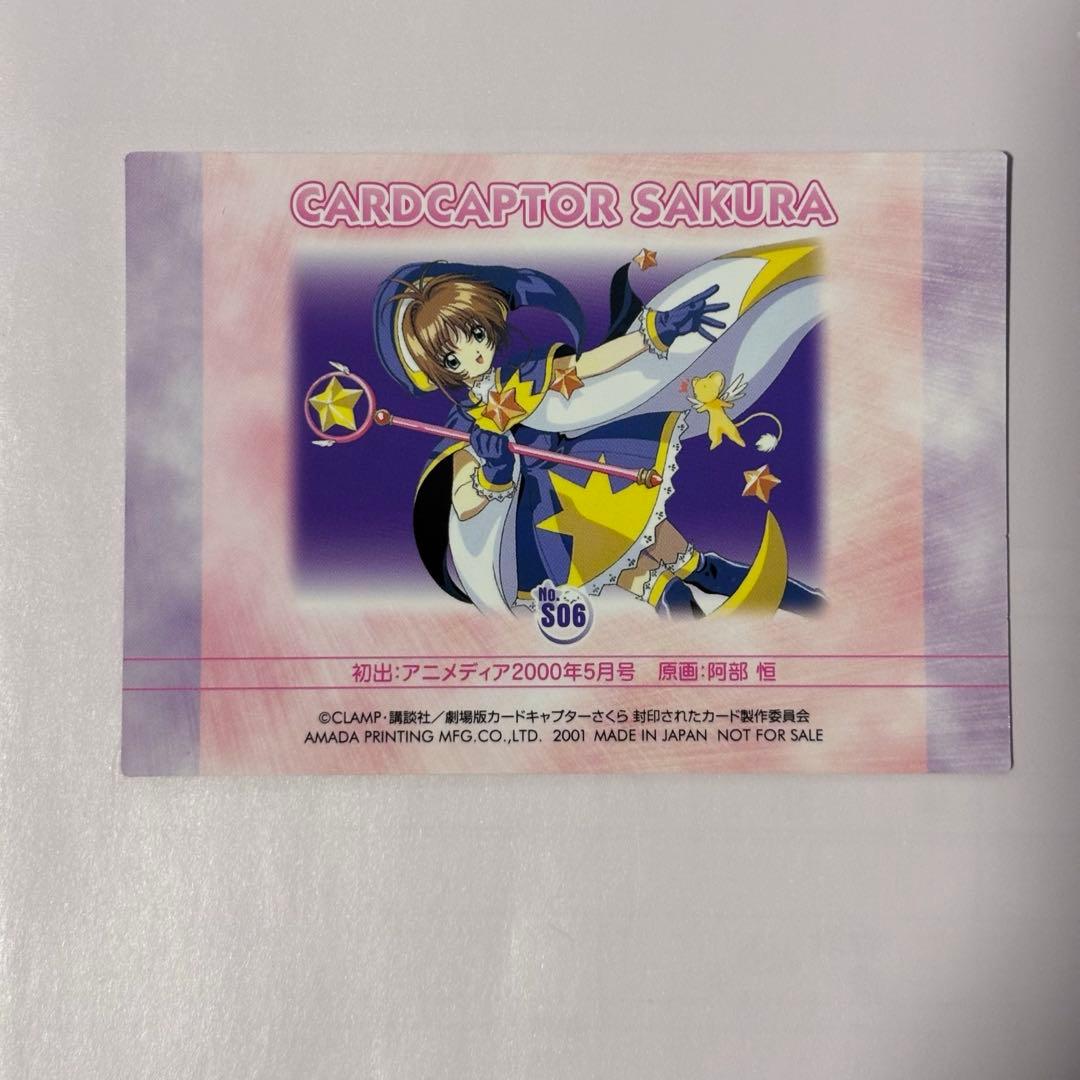 CARDCAPTOR SAKURA
No.
S06
初出:アニメディア2000年5月号 原画:阿部 恒
©CLAMP・講談社/劇場版カードキャプターさくら 封印されたカード製作委員会
AMADA PRINTING MFG.CO.,LTD. 2001 MADE IN JAPAN NOT FOR SALE